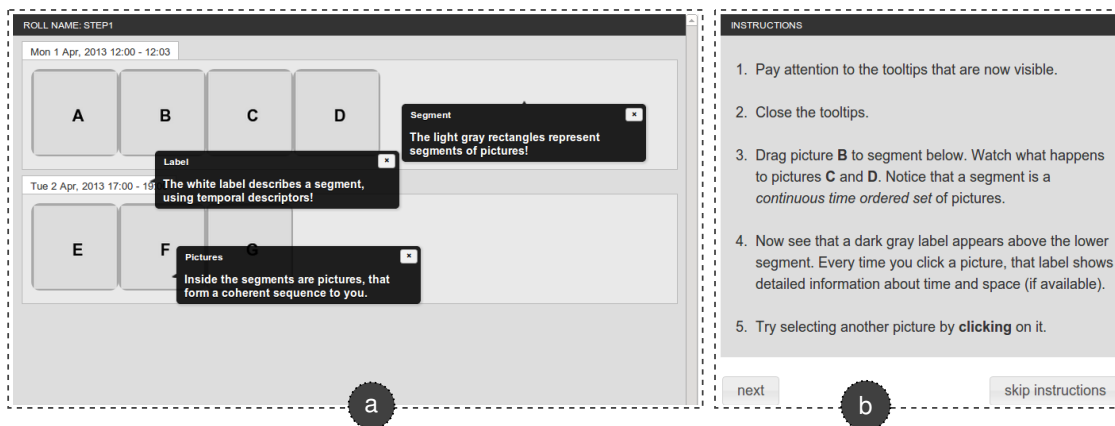 ROLL NAME: STEP1
Mon 1 Apr, 2013 12:00 - 12:03
A B C D
Segment ×
The light gray rectangles represent
segments of pictures!
Label ×
The white label describes a segment,
using temporal descriptors!
Tue 2 Apr, 2013 17:00 -
E F G
Pictures ×
Inside the segments are pictures, that
form a coherent sequence to you.
a
INSTRUCTIONS
1. Pay attention to the tooltips that are now visible.
2. Close the tooltips.
3. Drag picture B to segment below. Watch what happens
to pictures C and D. Notice that a segment is a
continuous time ordered set of pictures.
4. Now see that a dark gray label appears above the lower
segment. Every time you click a picture, that label shows
detailed information about time and space (if available).
5. Try selecting another picture by clicking on it.
next
skip instructions
b